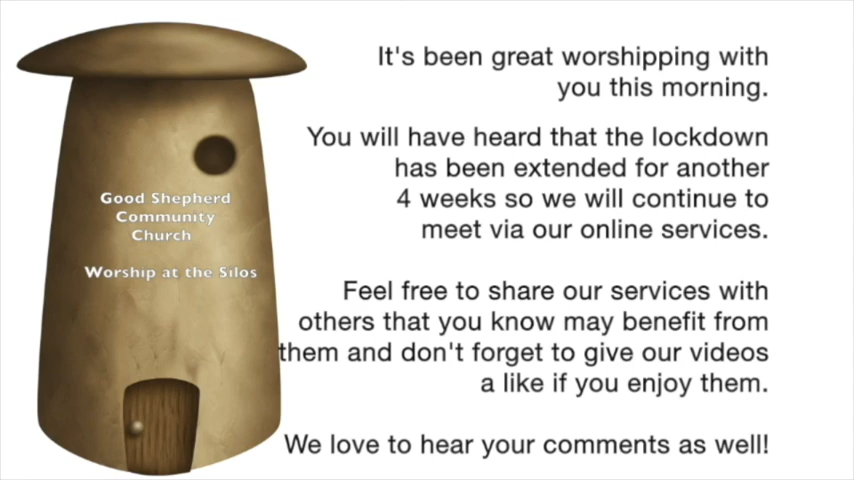 Good Shepherd
Community
Church
Worship at the Silos
It's been great worshipping with
you this morning.
You will have heard that the lockdown
has been extended for another
4 weeks so we will continue to
meet via our online services.
Feel free to share our services with
others that you know may benefit from
them and don't forget to give our videos
a like if you enjoy them.
We love to hear your comments as well!